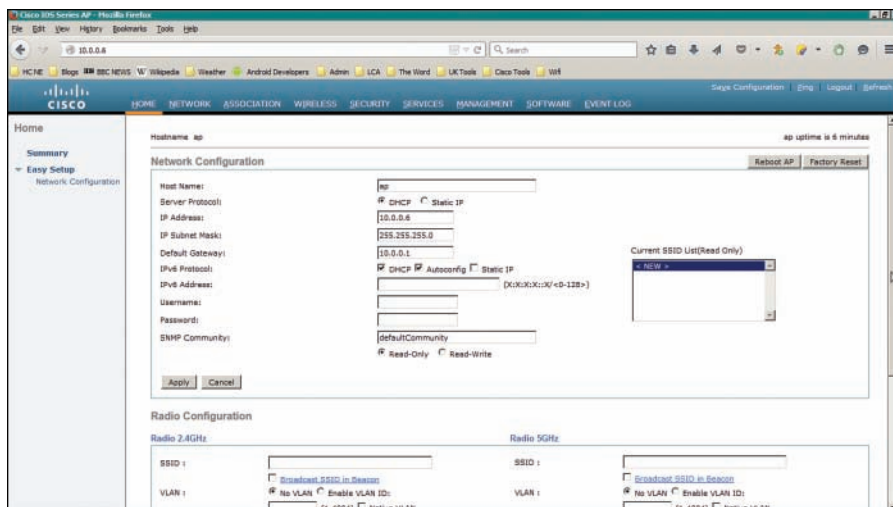 Cisco IOS Series AP - Mozilla Firefox
File Edit View History Bookmarks Tools Help
10.0.0.6 Search
HCNE Blogs BBC NEWS Wikipedia Weather Android Developers Admin LCA The Word UK Tools Cisco Tools Wifi
Save Configuration Ping Logout Refresh
CISCO
HOME NETWORK ASSOCIATION WIRELESS SECURITY SERVICES MANAGEMENT SOFTWARE EVENT LOG
Home
Summary
Easy Setup
Network Configuration
Hostname ap ap uptime is 6 minutes
Network Configuration Reboot AP Factory Reset
Host Name: ap
Server Protocol: DHCP Static IP
IP Address: 10.0.0.6
IP Subnet Mask: 255.255.255.0
Default Gateway: 10.0.0.1
Current SSID List(Read Only)
< NEW >
IPv6 Protocol: DHCP Autoconfig Static IP
IPv6 Address: (X:X:X:X::X/<0-128>)
Username:
Password:
SNMP Community: defaultCommunity
Read-Only Read-Write
Apply Cancel
Radio Configuration
Radio 2.4GHz Radio 5GHz
SSID : SSID :
Broadcast SSID in Beacon Broadcast SSID in Beacon
VLAN : No VLAN Enable VLAN ID: VLAN : No VLAN Enable VLAN ID: